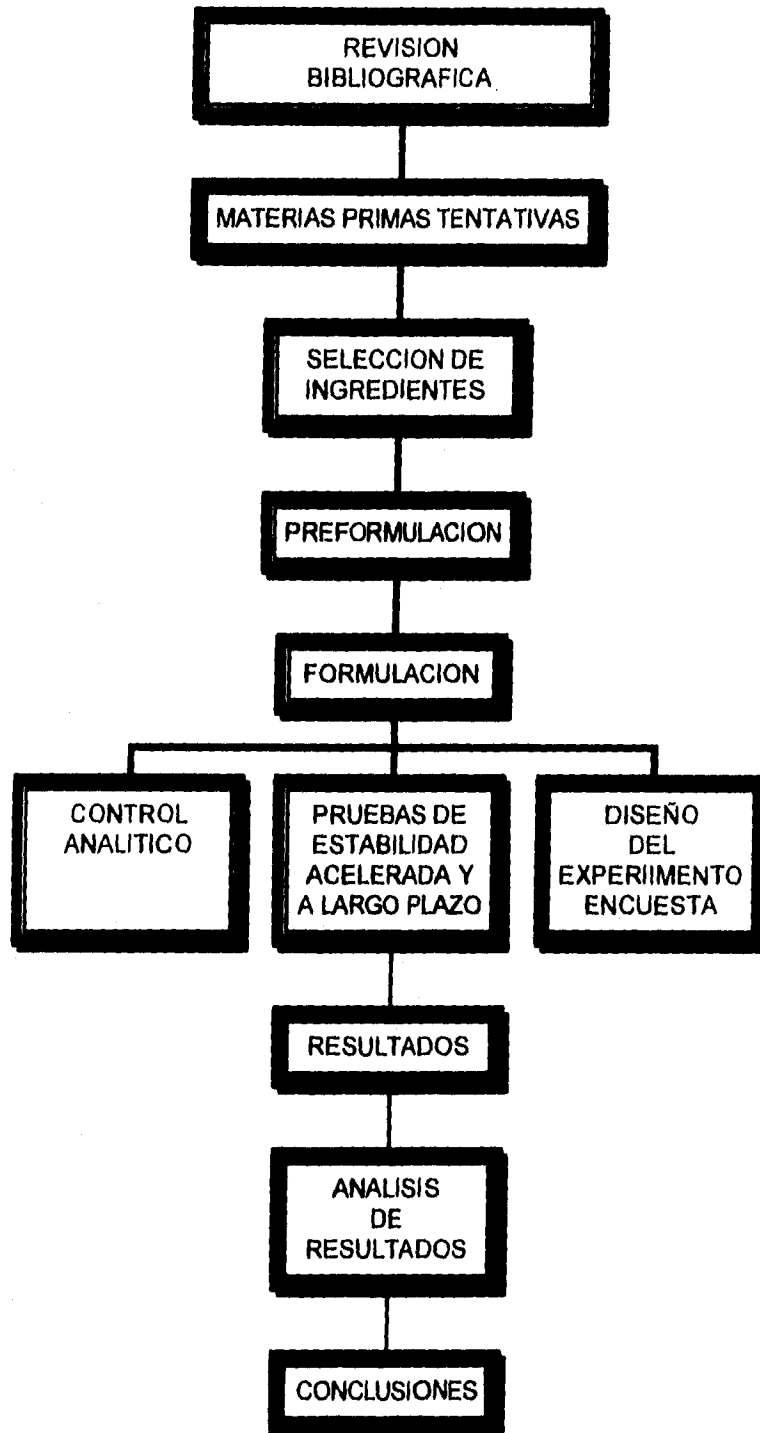 REVISION
BIBLIOGRAFICA
MATERIAS PRIMAS TENTATIVAS
SELECCION DE
INGREDIENTES
PREFORMULACION
FORMULACION
CONTROL
ANALITICO
PRUEBAS DE
ESTABILIDAD
ACELERADA Y
A LARGO PLAZO
DISEÑO
DEL
EXPERIIMENTO
ENCUESTA
RESULTADOS
ANALISIS
DE
RESULTADOS
CONCLUSIONES